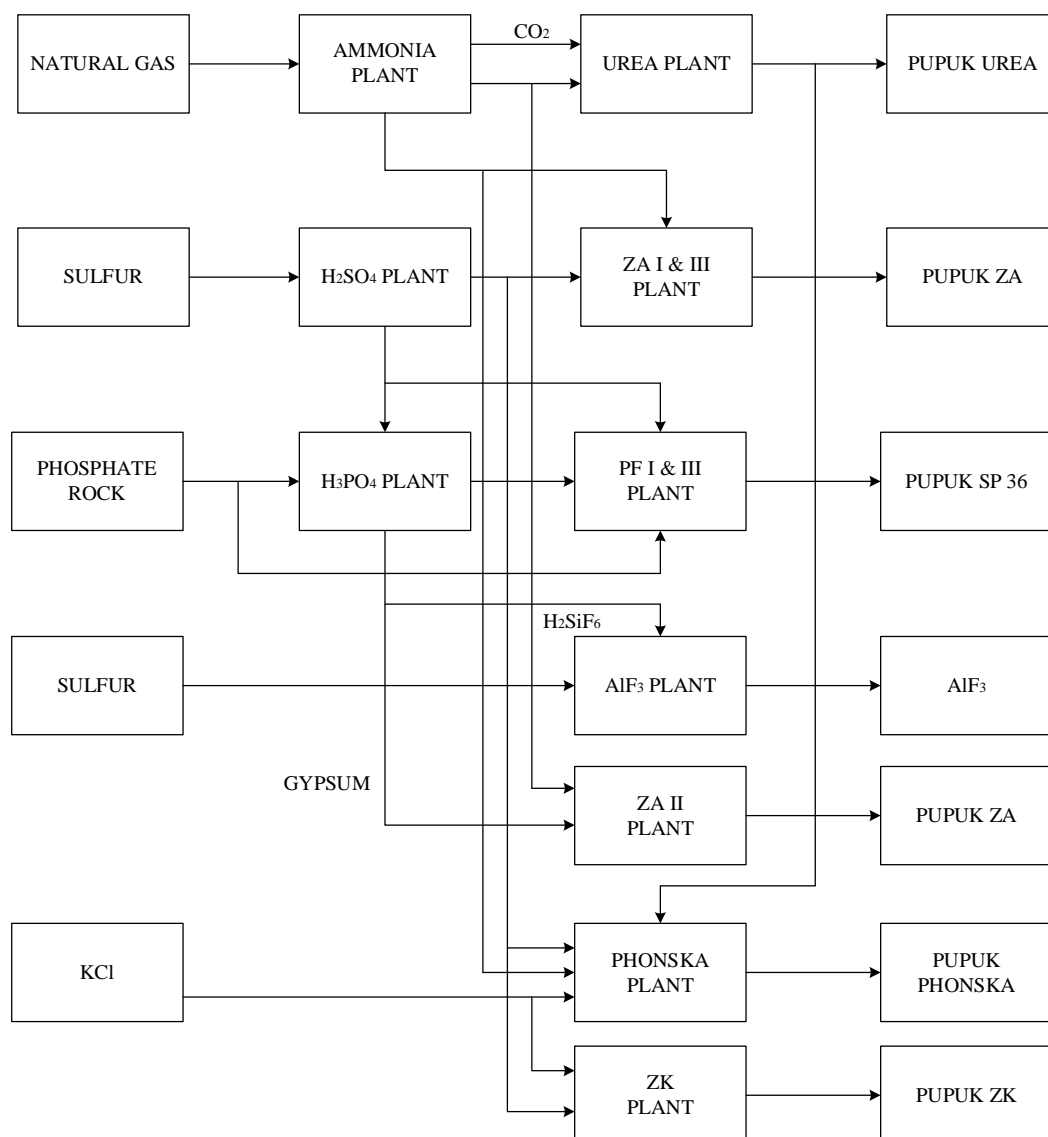 CO₂
NATURAL GAS
AMMONIA
PLANT
UREA PLANT
PUPUK UREA
SULFUR
H₂SO₄ PLANT
ZA I & III
PLANT
PUPUK ZA
PHOSPHATE
ROCK
H₃PO₄ PLANT
PF I & III
PLANT
PUPUK SP 36
H₂SiF₆
SULFUR
AlF₃ PLANT
AlF₃
GYPSUM
ZA II
PLANT
PUPUK ZA
KCl
PHONSKA
PLANT
PUPUK
PHONSKA
ZK
PLANT
PUPUK ZK